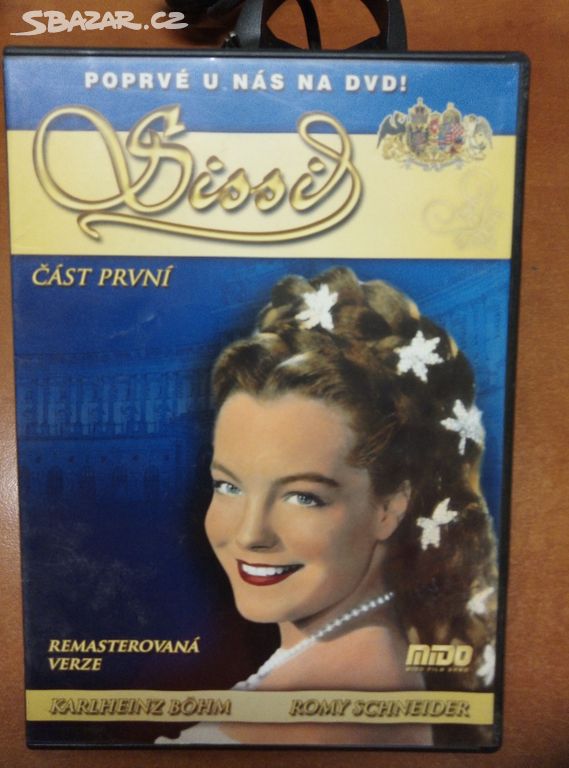 SBAZAR.CZ
POPRVÉ U NÁS NA DVD!
Sissi
ČÁST PRVNÍ
REMASTEROVANÁ
VERZE
MIDO
KARLHEINZ BÖHM ROMY SCHNEIDER